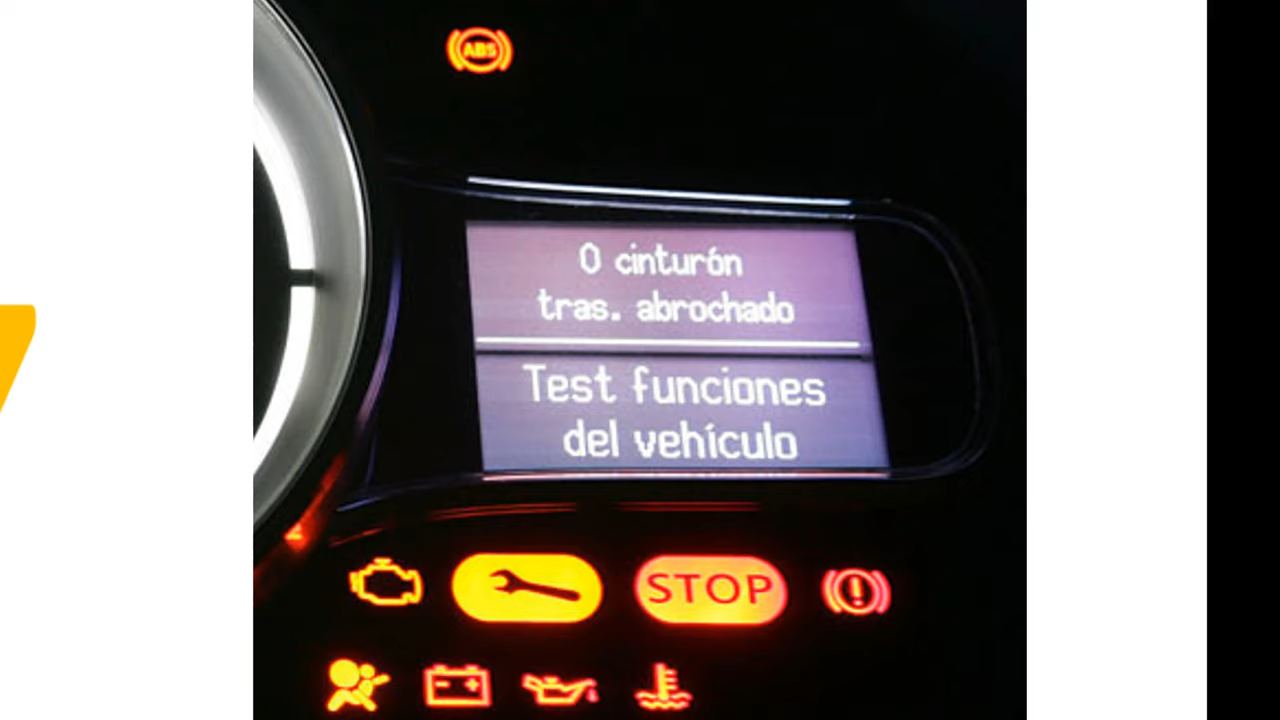 ABS
0 cinturón
tras. abrochado
Test funciones
del vehículo
STOP